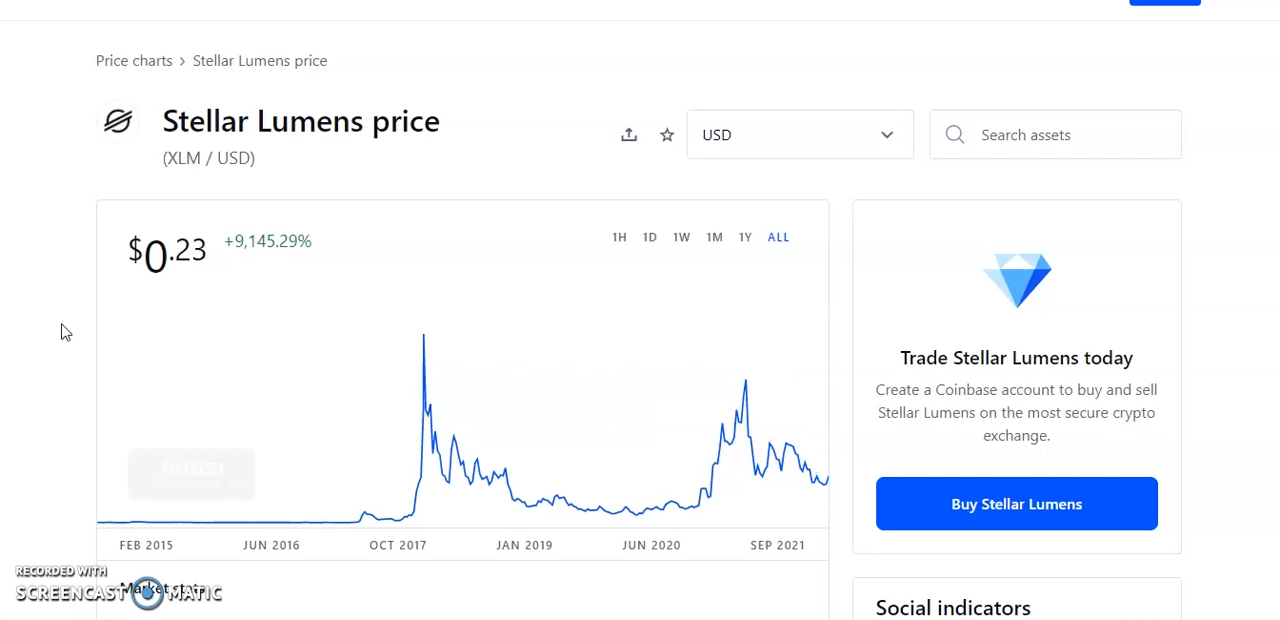 Price charts > Stellar Lumens price
Stellar Lumens price
(XLM / USD)
USD
Search assets
$0.23 +9,145.29%
1H 1D 1W 1M 1Y ALL
FEB 2015 JUN 2016 OCT 2017 JAN 2019 JUN 2020 SEP 2021
Trade Stellar Lumens today
Create a Coinbase account to buy and sell
Stellar Lumens on the most secure crypto
exchange.
Buy Stellar Lumens
Social indicators
Market stats
RECORDED WITH
SCREENCAST MATIC